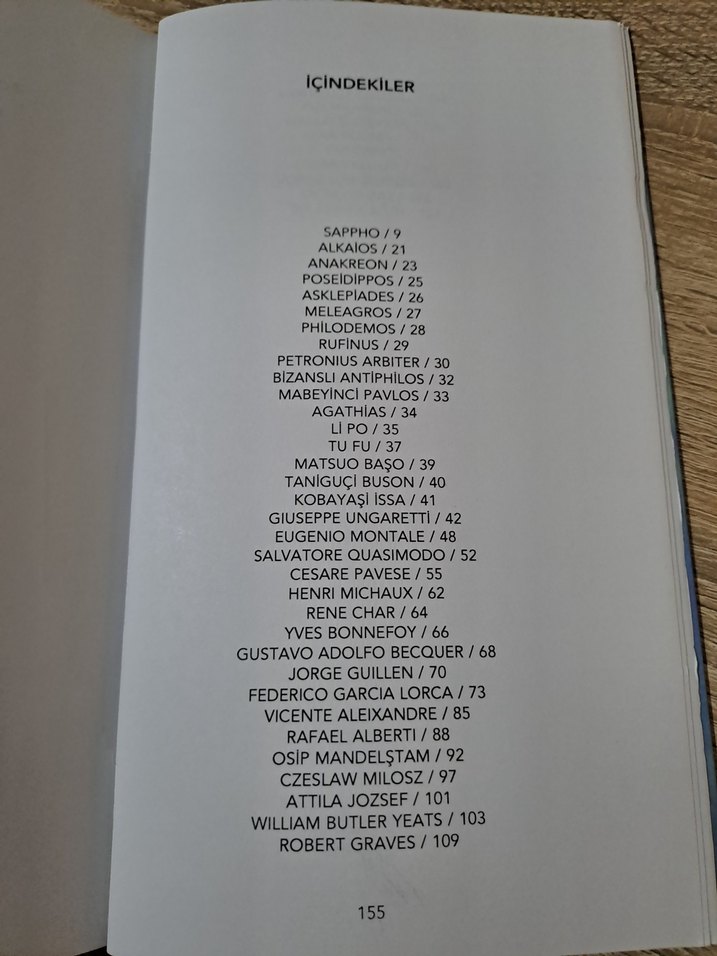 İÇİNDEKİLER
SAPPHO / 9
ALKAİOS / 21
ANAKREON / 23
POSEİDİPPOS / 25
ASKLEPİADES / 26
MELEAGROS / 27
PHILODEMOS / 28
RUFINUS / 29
PETRONIUS ARBITER / 30
BİZANSLI ANTİPHİLOS / 32
MABEYİNCİ PAVLOS / 33
AGATHİAS / 34
Lİ PO / 35
TU FU / 37
MATSUO BAŞO / 39
TANİGUÇİ BUSON / 40
KOBAYAŞİ İSSA / 41
GIUSEPPE UNGARETTİ / 42
EUGENIO MONTALE / 48
SALVATORE QUASIMODO / 52
CESARE PAVESE / 55
HENRI MICHAUX / 62
RENE CHAR / 64
YVES BONNEFOY / 66
GUSTAVO ADOLFO BECQUER / 68
JORGE GUILLEN / 70
FEDERICO GARCIA LORCA / 73
VICENTE ALEIXANDRE / 85
RAFAEL ALBERTI / 88
OSİP MANDELŞTAM / 92
CZESLAW MILOSZ / 97
ATTILA JOZSEF / 101
WILLIAM BUTLER YEATS / 103
ROBERT GRAVES / 109
155